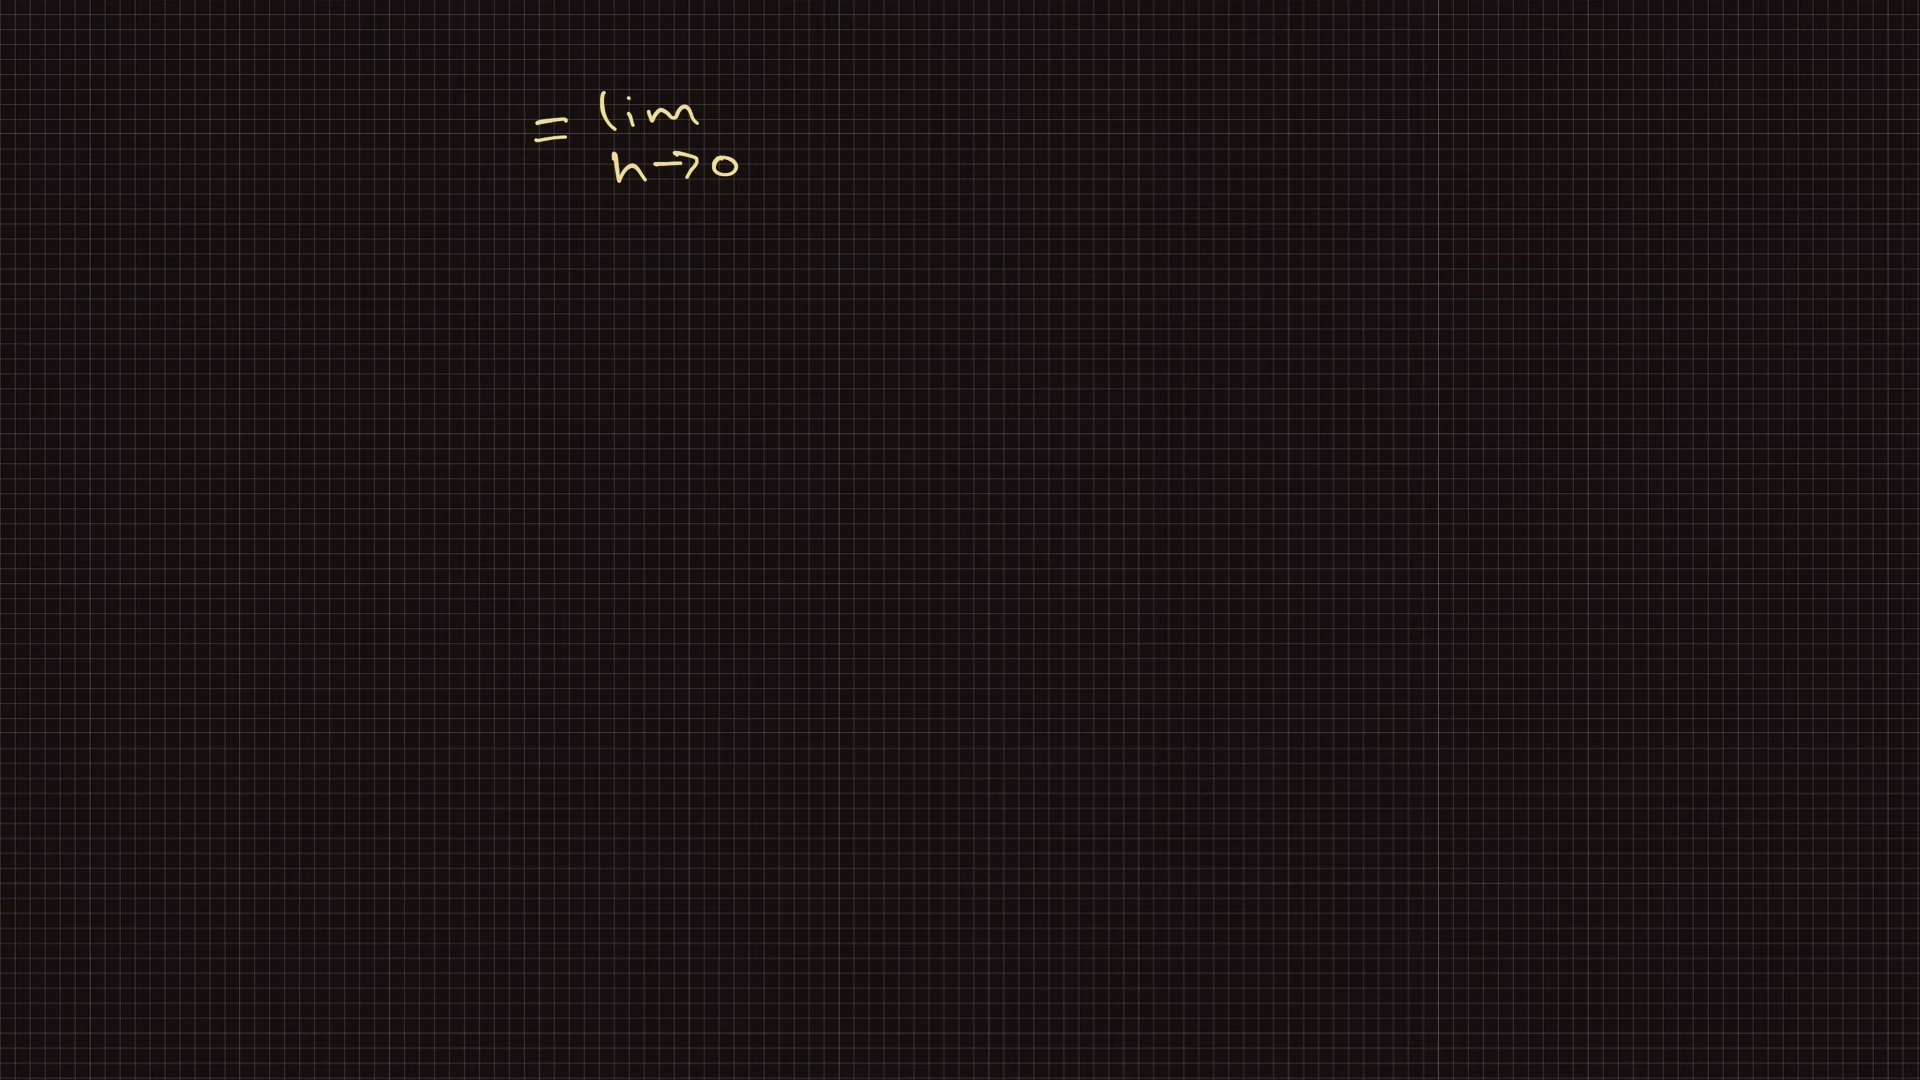 = lim
h→0